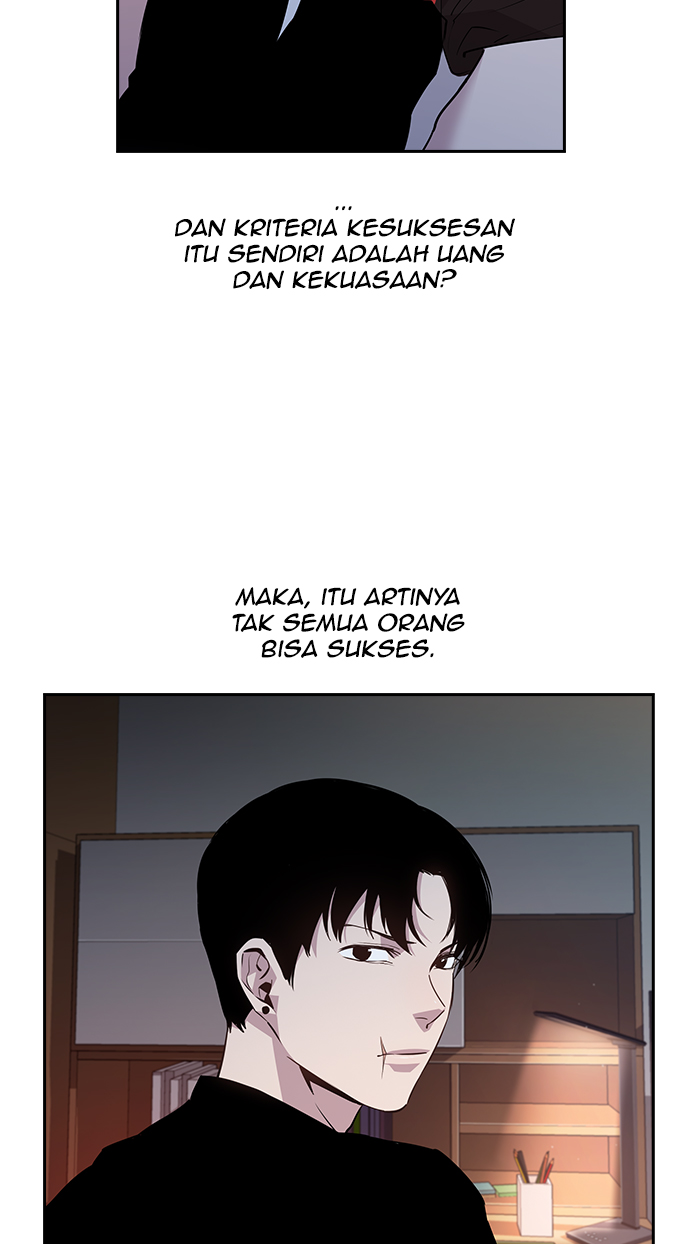 ...
DAN KRITERIA KESUKSESAN
ITU SENDIRI ADALAH UANG
DAN KEKUASAAN?
MAKA, ITU ARTINYA
TAK SEMUA ORANG
BISA SUKSES.